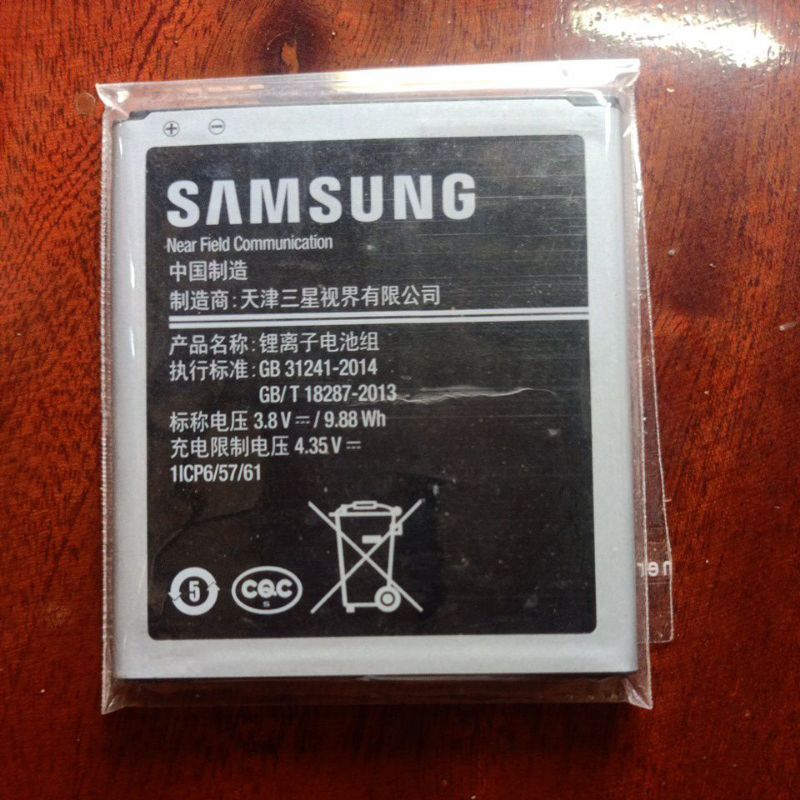 SAMSUNG
Near Field Communication
中国制造
制造商:天津三星视界有限公司
产品名称:锂离子电池组
执行标准:GB 31241-2014
GB/T 18287-2013
标称电压 3.8 V ⎓ / 9.88 Wh
充电限制电压 4.35 V ⎓
1ICP6/57/61
5
CQC
S